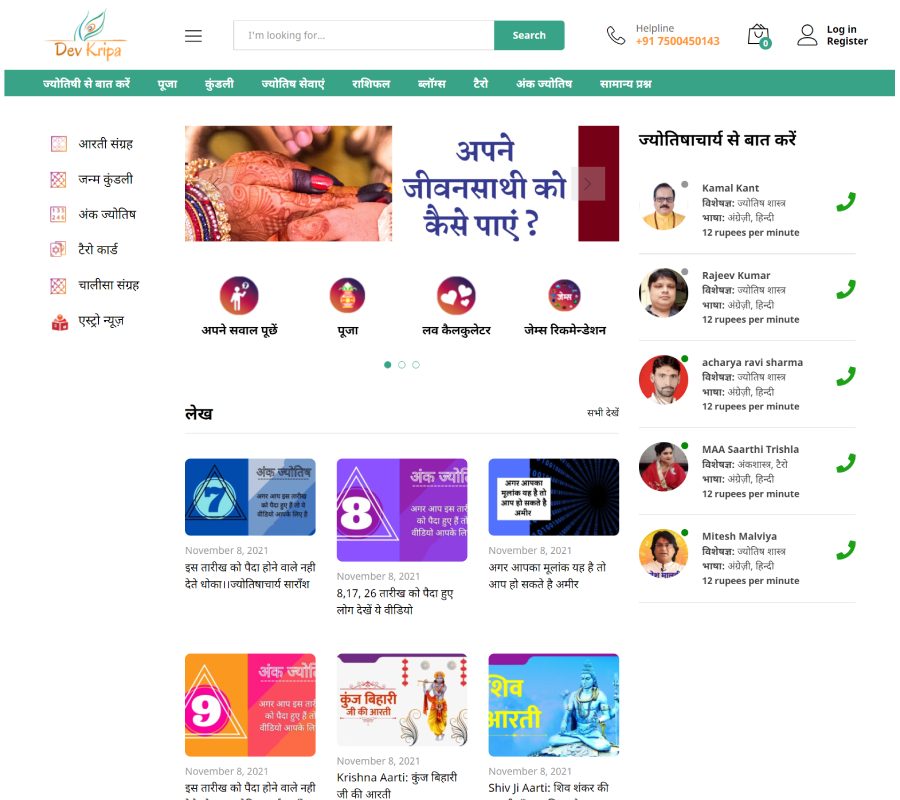 Dev Kripa
I'm looking for...
Search
Helpline
+91 7500450143
0
Log in
Register
ज्योतिषी से बात करें
पूजा
कुंडली
ज्योतिष सेवाएं
राशिफल
ब्लॉग्स
टैरो
अंक ज्योतिष
सामान्य प्रश्न
आरती संग्रह
जन्म कुंडली
अंक ज्योतिष
टैरो कार्ड
चालीसा संग्रह
एस्ट्रो न्यूज़
अपने
जीवनसाथी को
कैसे पाएं ?
अपने सवाल पूछें
पूजा
लव कैलकुलेटर
जेम्स
जेम्स रिकमेन्डेशन
लेख
सभी देखें
7
अंक ज्योतिष
अगर आप इस तारीख
को पैदा हुए है तो ये
वीडियो आपके लिए है
November 8, 2021
इस तारीख को पैदा होने वाले नही
देते धोका।।ज्योतिषाचार्य सारॉश
8
अंक ज्योति
अगर आप इस
को पैदा हुए हैं तो
वीडियो आपके लि
November 8, 2021
8,17, 26 तारीख को पैदा हुए
लोग देखें ये वीडियो
अगर आपका
मूलांक यह है तो
आप हो सकते है
अमीर
November 8, 2021
अगर आपका मूलांक यह है तो
आप हो सकते है अमीर
9
अंक ज्योति
अगर आप इस
को पैदा हुए हैं तो
वीडियो आपके लि
November 8, 2021
इस तारीख को पैदा होने वाले नही
कुंज बिहारी
जी की आरती
November 8, 2021
Krishna Aarti: कुंज बिहारी
जी की आरती
शिव
आरती
November 8, 2021
Shiv Ji Aarti: शिव शंकर की
ज्योतिषाचार्य से बात करें
Kamal Kant
विशेषज्ञ: ज्योतिष शास्त्र
भाषा: अंग्रेज़ी, हिन्दी
12 rupees per minute
Rajeev Kumar
विशेषज्ञ: ज्योतिष शास्त्र
भाषा: अंग्रेज़ी, हिन्दी
12 rupees per minute
acharya ravi sharma
विशेषज्ञ: ज्योतिष शास्त्र
भाषा: अंग्रेज़ी, हिन्दी
12 rupees per minute
MAA Saarthi Trishla
विशेषज्ञ: अंकशास्त्र, टैरो
भाषा: अंग्रेज़ी, हिन्दी
12 rupees per minute
Mitesh Malviya
विशेषज्ञ: ज्योतिष शास्त्र
भाषा: अंग्रेज़ी, हिन्दी
12 rupees per minute